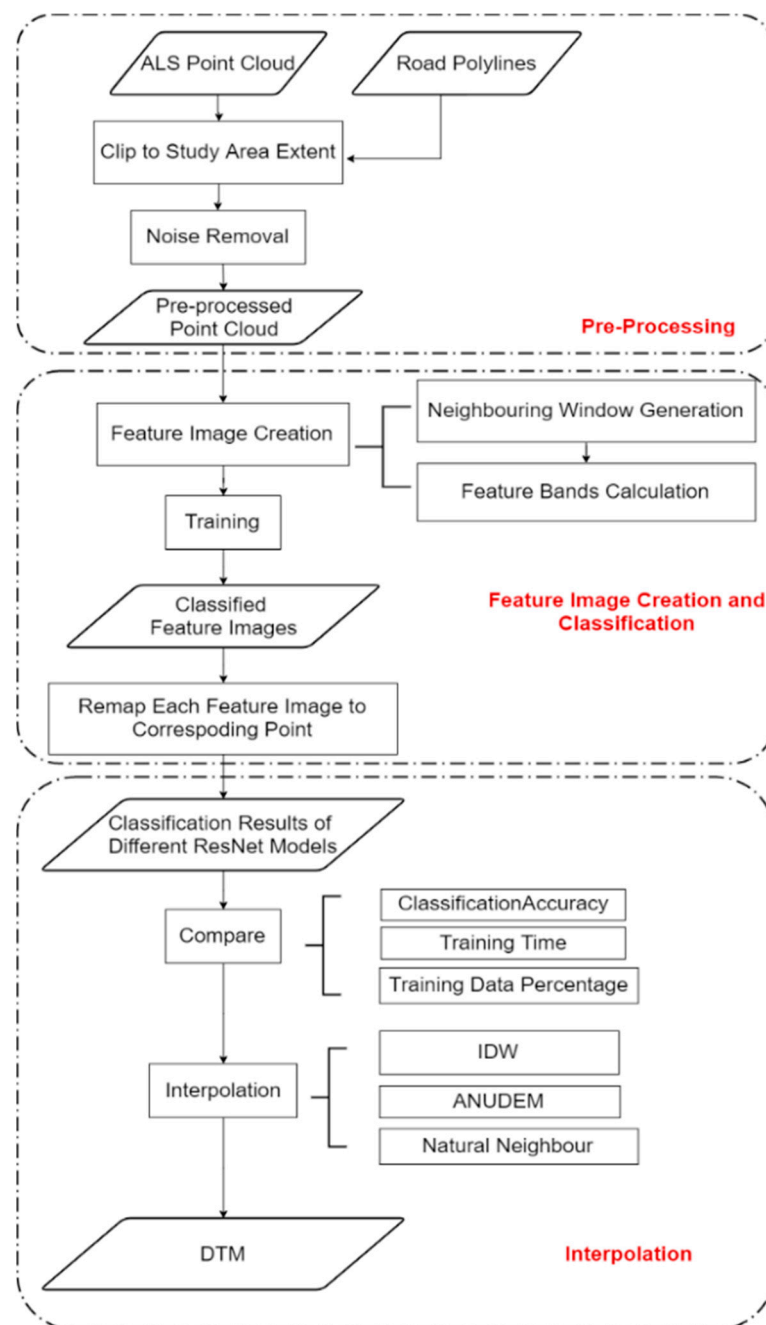 ALS Point Cloud
Road Polylines
Clip to Study Area Extent
Noise Removal
Pre-processed
Point Cloud
Pre-Processing
Feature Image Creation
Neighbouring Window Generation
Feature Bands Calculation
Training
Classified
Feature Images
Feature Image Creation and
Classification
Remap Each Feature Image to
Correspoding Point
Classification Results of
Different ResNet Models
Compare
ClassificationAccuracy
Training Time
Training Data Percentage
Interpolation
IDW
ANUDEM
Natural Neighbour
DTM
Interpolation